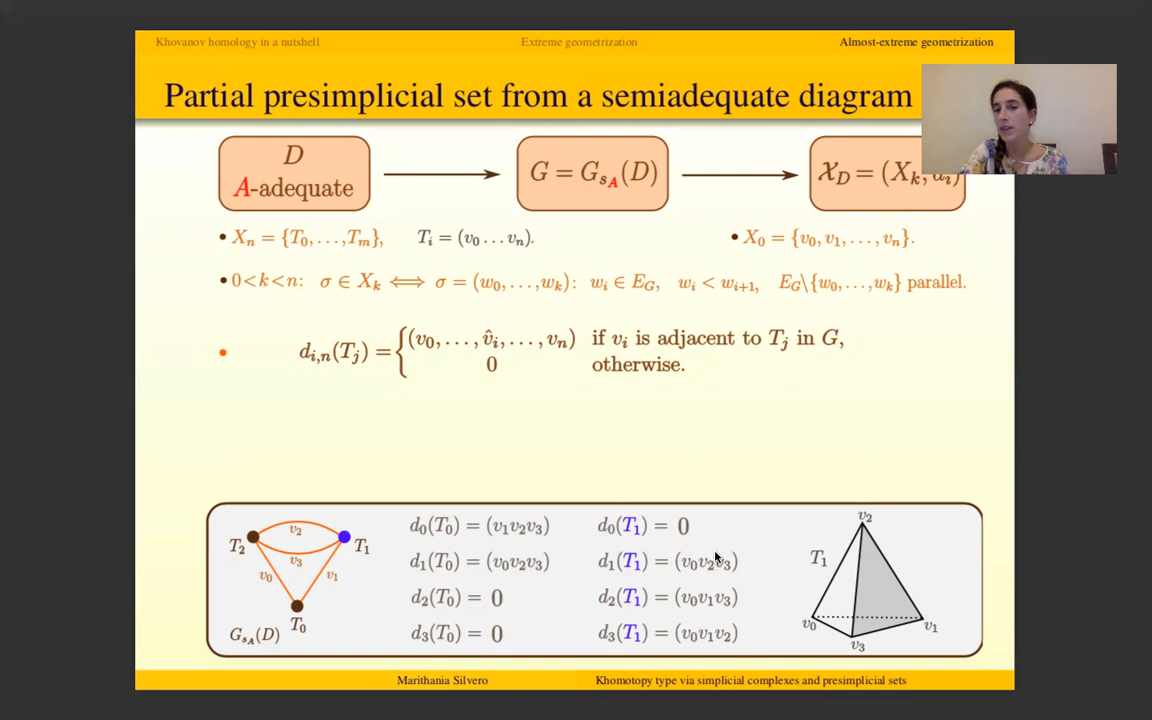 Khovanov homology in a nutshell Extreme geometrization Almost-extreme geometrization
Partial presimplicial set from a semiadequate diagram
D
A-adequate
G = G_{s_A}(D)
𝒳_D = (X_k, d_i)
• X_n = {T_0, . . . , T_m}, T_i = (v_0 . . . v_n). • X_0 = {v_0, v_1, . . . , v_n}.
• 0<k<n: σ ∈ X_k ⟺ σ = (w_0, . . . , w_k): w_i ∈ E_G, w_i < w_{i+1}, E_G\{w_0, . . . , w_k} parallel.
• d_{i,n}(T_j) = { (v_0, . . . , v̂_i, . . . , v_n) if v_i is adjacent to T_j in G,
0 otherwise.
v_2
T_2 T_1
v_3
v_0 v_1
T_0
G_{s_A}(D)
d_0(T_0) = (v_1v_2v_3) d_0(T_1) = 0
d_1(T_0) = (v_0v_2v_3) d_1(T_1) = (v_0v_2v_3)
d_2(T_0) = 0 d_2(T_1) = (v_0v_1v_3)
d_3(T_0) = 0 d_3(T_1) = (v_0v_1v_2)
v_2
T_1
v_0 v_1
v_3
Marithania Silvero Khomotopy type via simplicial complexes and presimplicial sets